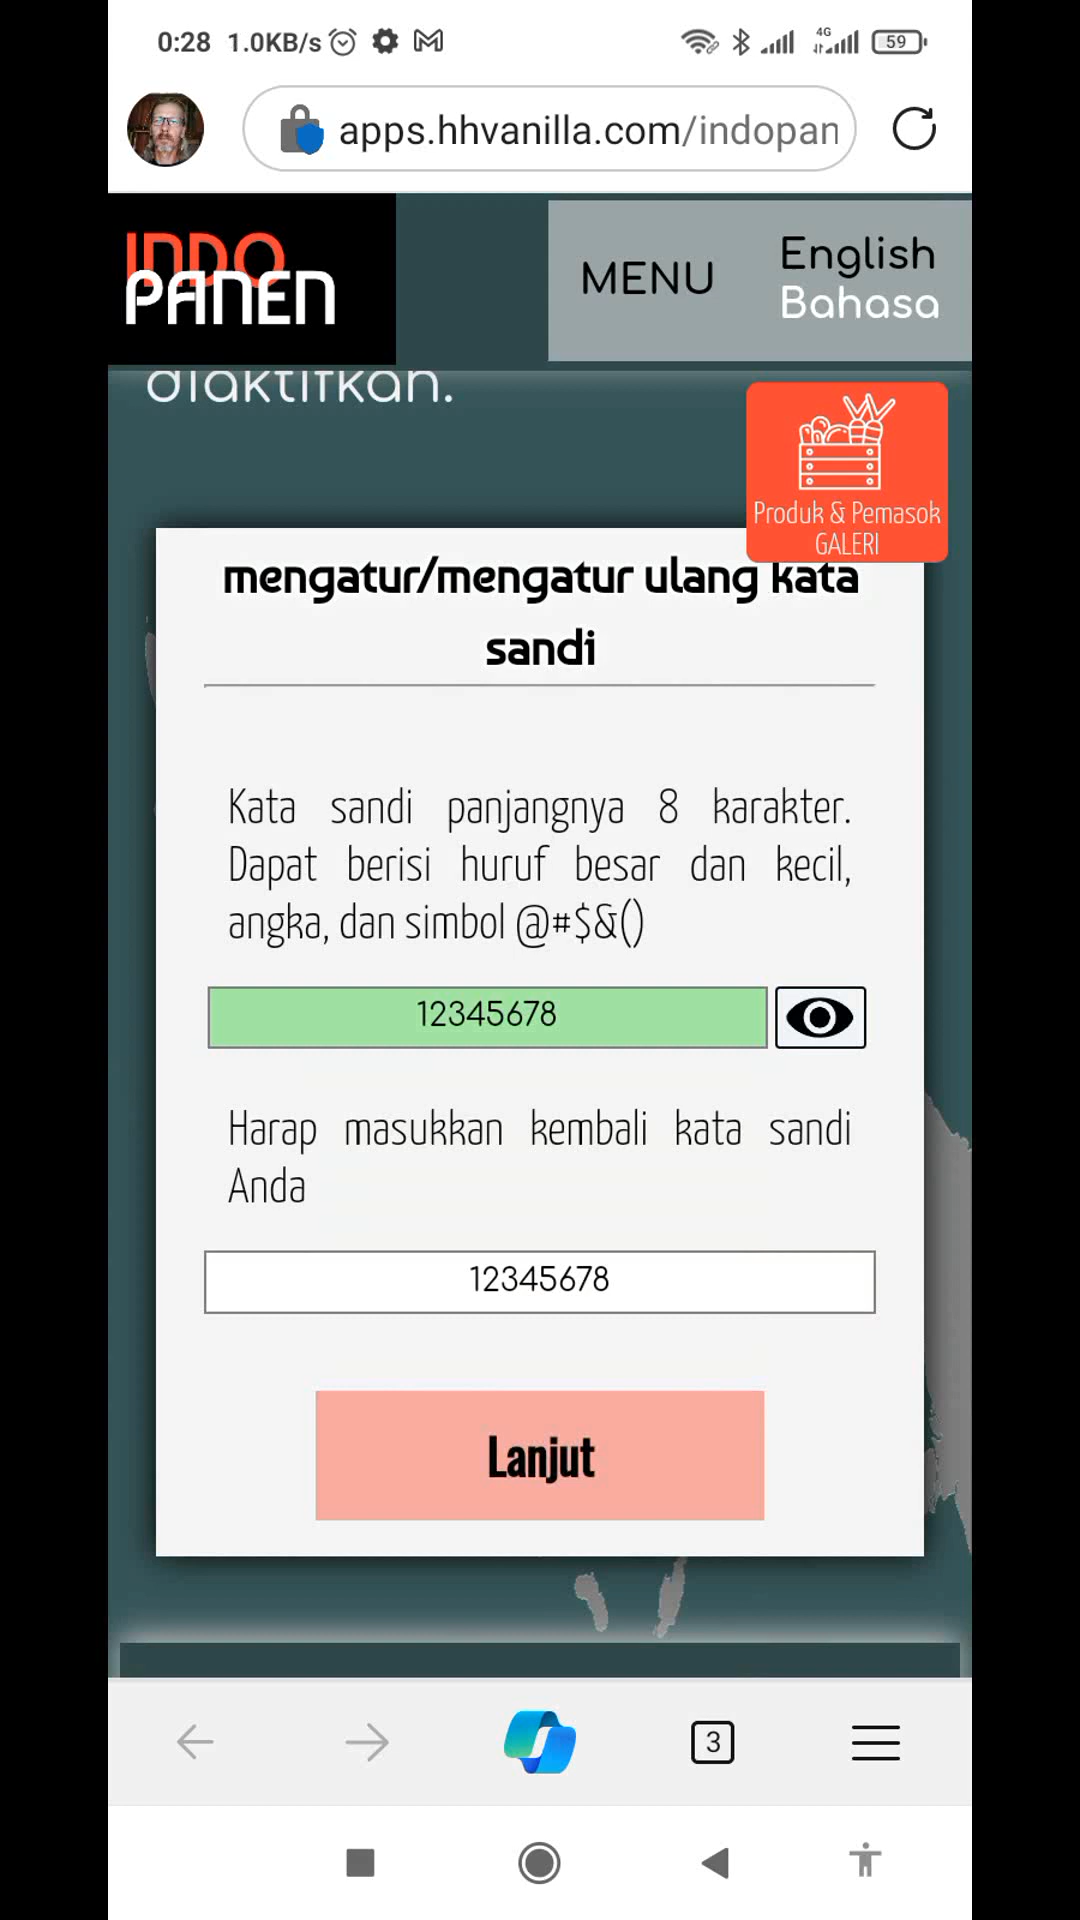 0:28 1.0KB/s 4G 59
apps.hhvanilla.com/indopan
INDO
PANEN
MENU
English
Bahasa
diaktifkan.
Produk & Pemasok
GALERI
mengatur/mengatur ulang kata
sandi
Kata sandi panjangnya 8 karakter.
Dapat berisi huruf besar dan kecil,
angka, dan simbol @#$&()
12345678
Harap masukkan kembali kata sandi
Anda
12345678
Lanjut
3